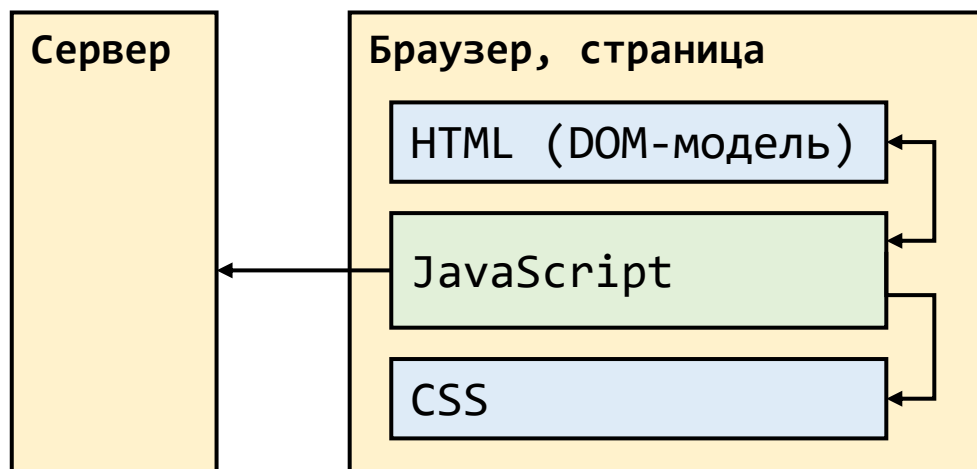 Сервер
Браузер, страница
HTML (DOM-модель)
JavaScript
CSS